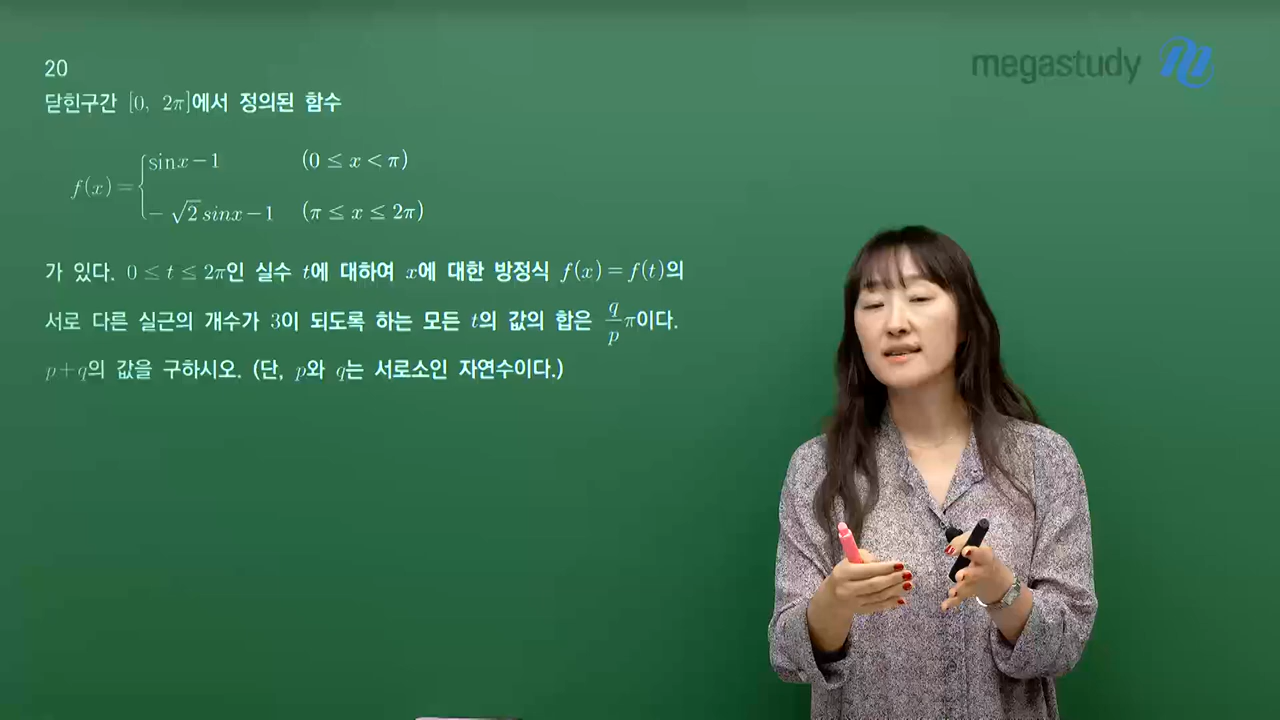 megastudy
20
닫힌구간 [0, 2π]에서 정의된 함수
f(x) = { sinx − 1 (0 ≤ x < π)
− √2 sinx − 1 (π ≤ x ≤ 2π)
가 있다. 0 ≤ t ≤ 2π인 실수 t에 대하여 x에 대한 방정식 f(x) = f(t)의
서로 다른 실근의 개수가 3이 되도록 하는 모든 t의 값의 합은 q/p π이다.
p+q의 값을 구하시오. (단, p와 q는 서로소인 자연수이다.)